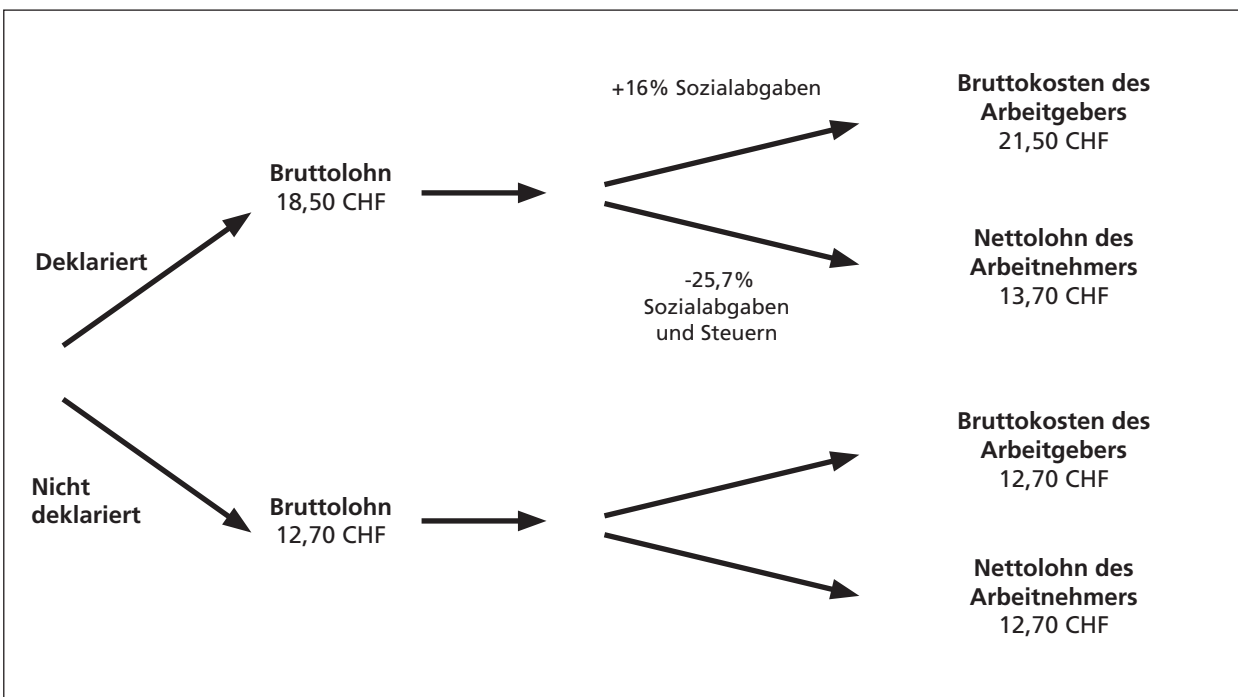 +16% Sozialabgaben
Bruttokosten des
Arbeitgebers
21,50 CHF
Bruttolohn
18,50 CHF
Deklariert
Nettolohn des
Arbeitnehmers
13,70 CHF
-25,7%
Sozialabgaben
und Steuern
Nicht
deklariert
Bruttolohn
12,70 CHF
Bruttokosten des
Arbeitgebers
12,70 CHF
Nettolohn des
Arbeitnehmers
12,70 CHF